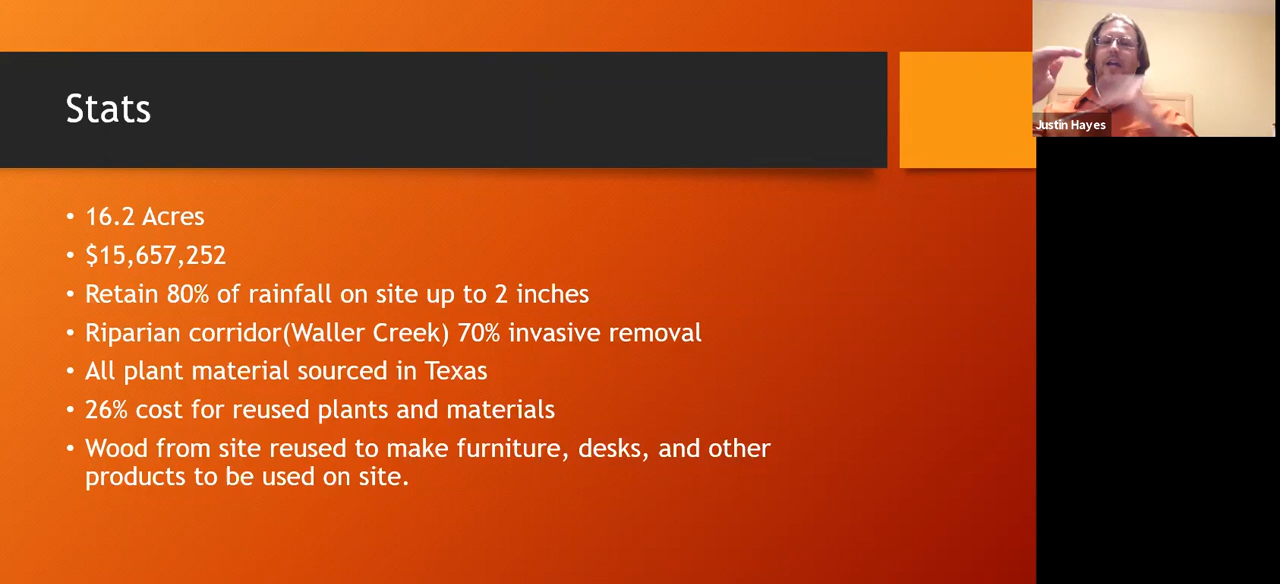 Stats
Justin Hayes
• 16.2 Acres
• $15,657,252
• Retain 80% of rainfall on site up to 2 inches
• Riparian corridor(Waller Creek) 70% invasive removal
• All plant material sourced in Texas
• 26% cost for reused plants and materials
• Wood from site reused to make furniture, desks, and other
products to be used on site.